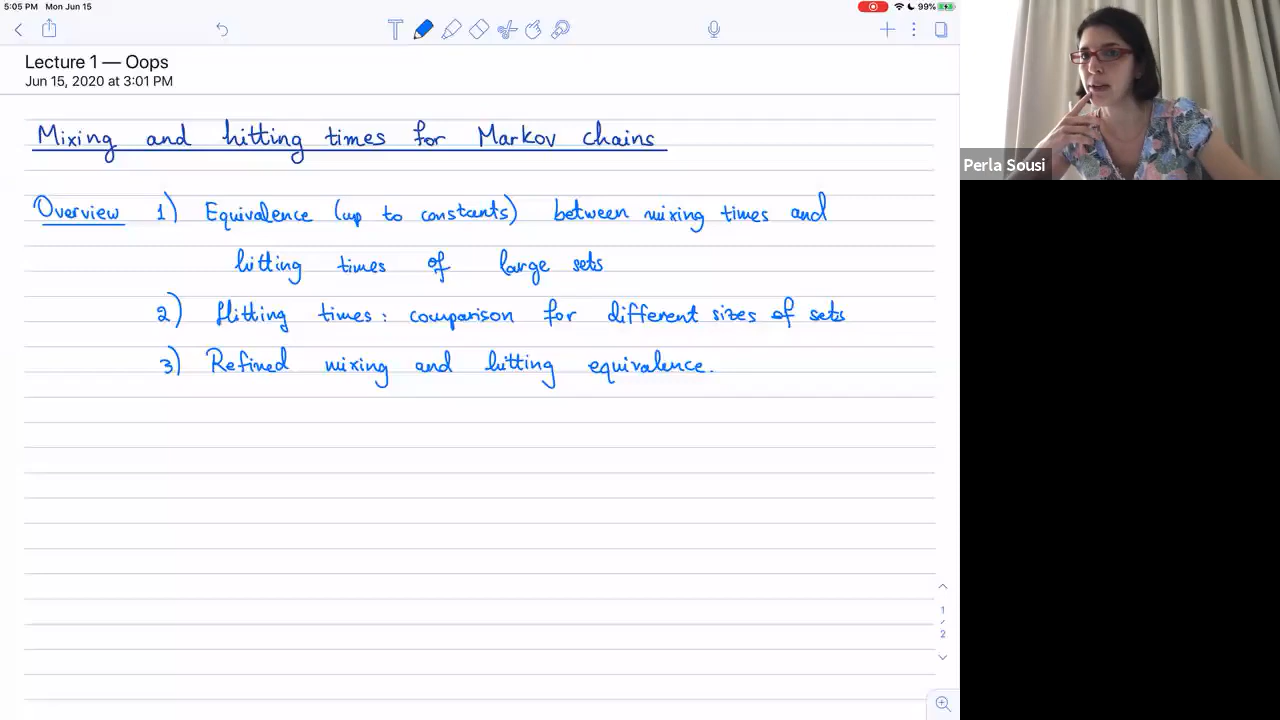 5:05 PM Mon Jun 15
99%
Lecture 1 — Oops
Jun 15, 2020 at 3:01 PM
Mixing and hitting times for Markov chains
Overview 1) Equivalence (up to constants) between mixing times and
hitting times of large sets
2) Hitting times: comparison for different sizes of sets
3) Refined mixing and hitting equivalence.
Perla Sousi
1
/
2